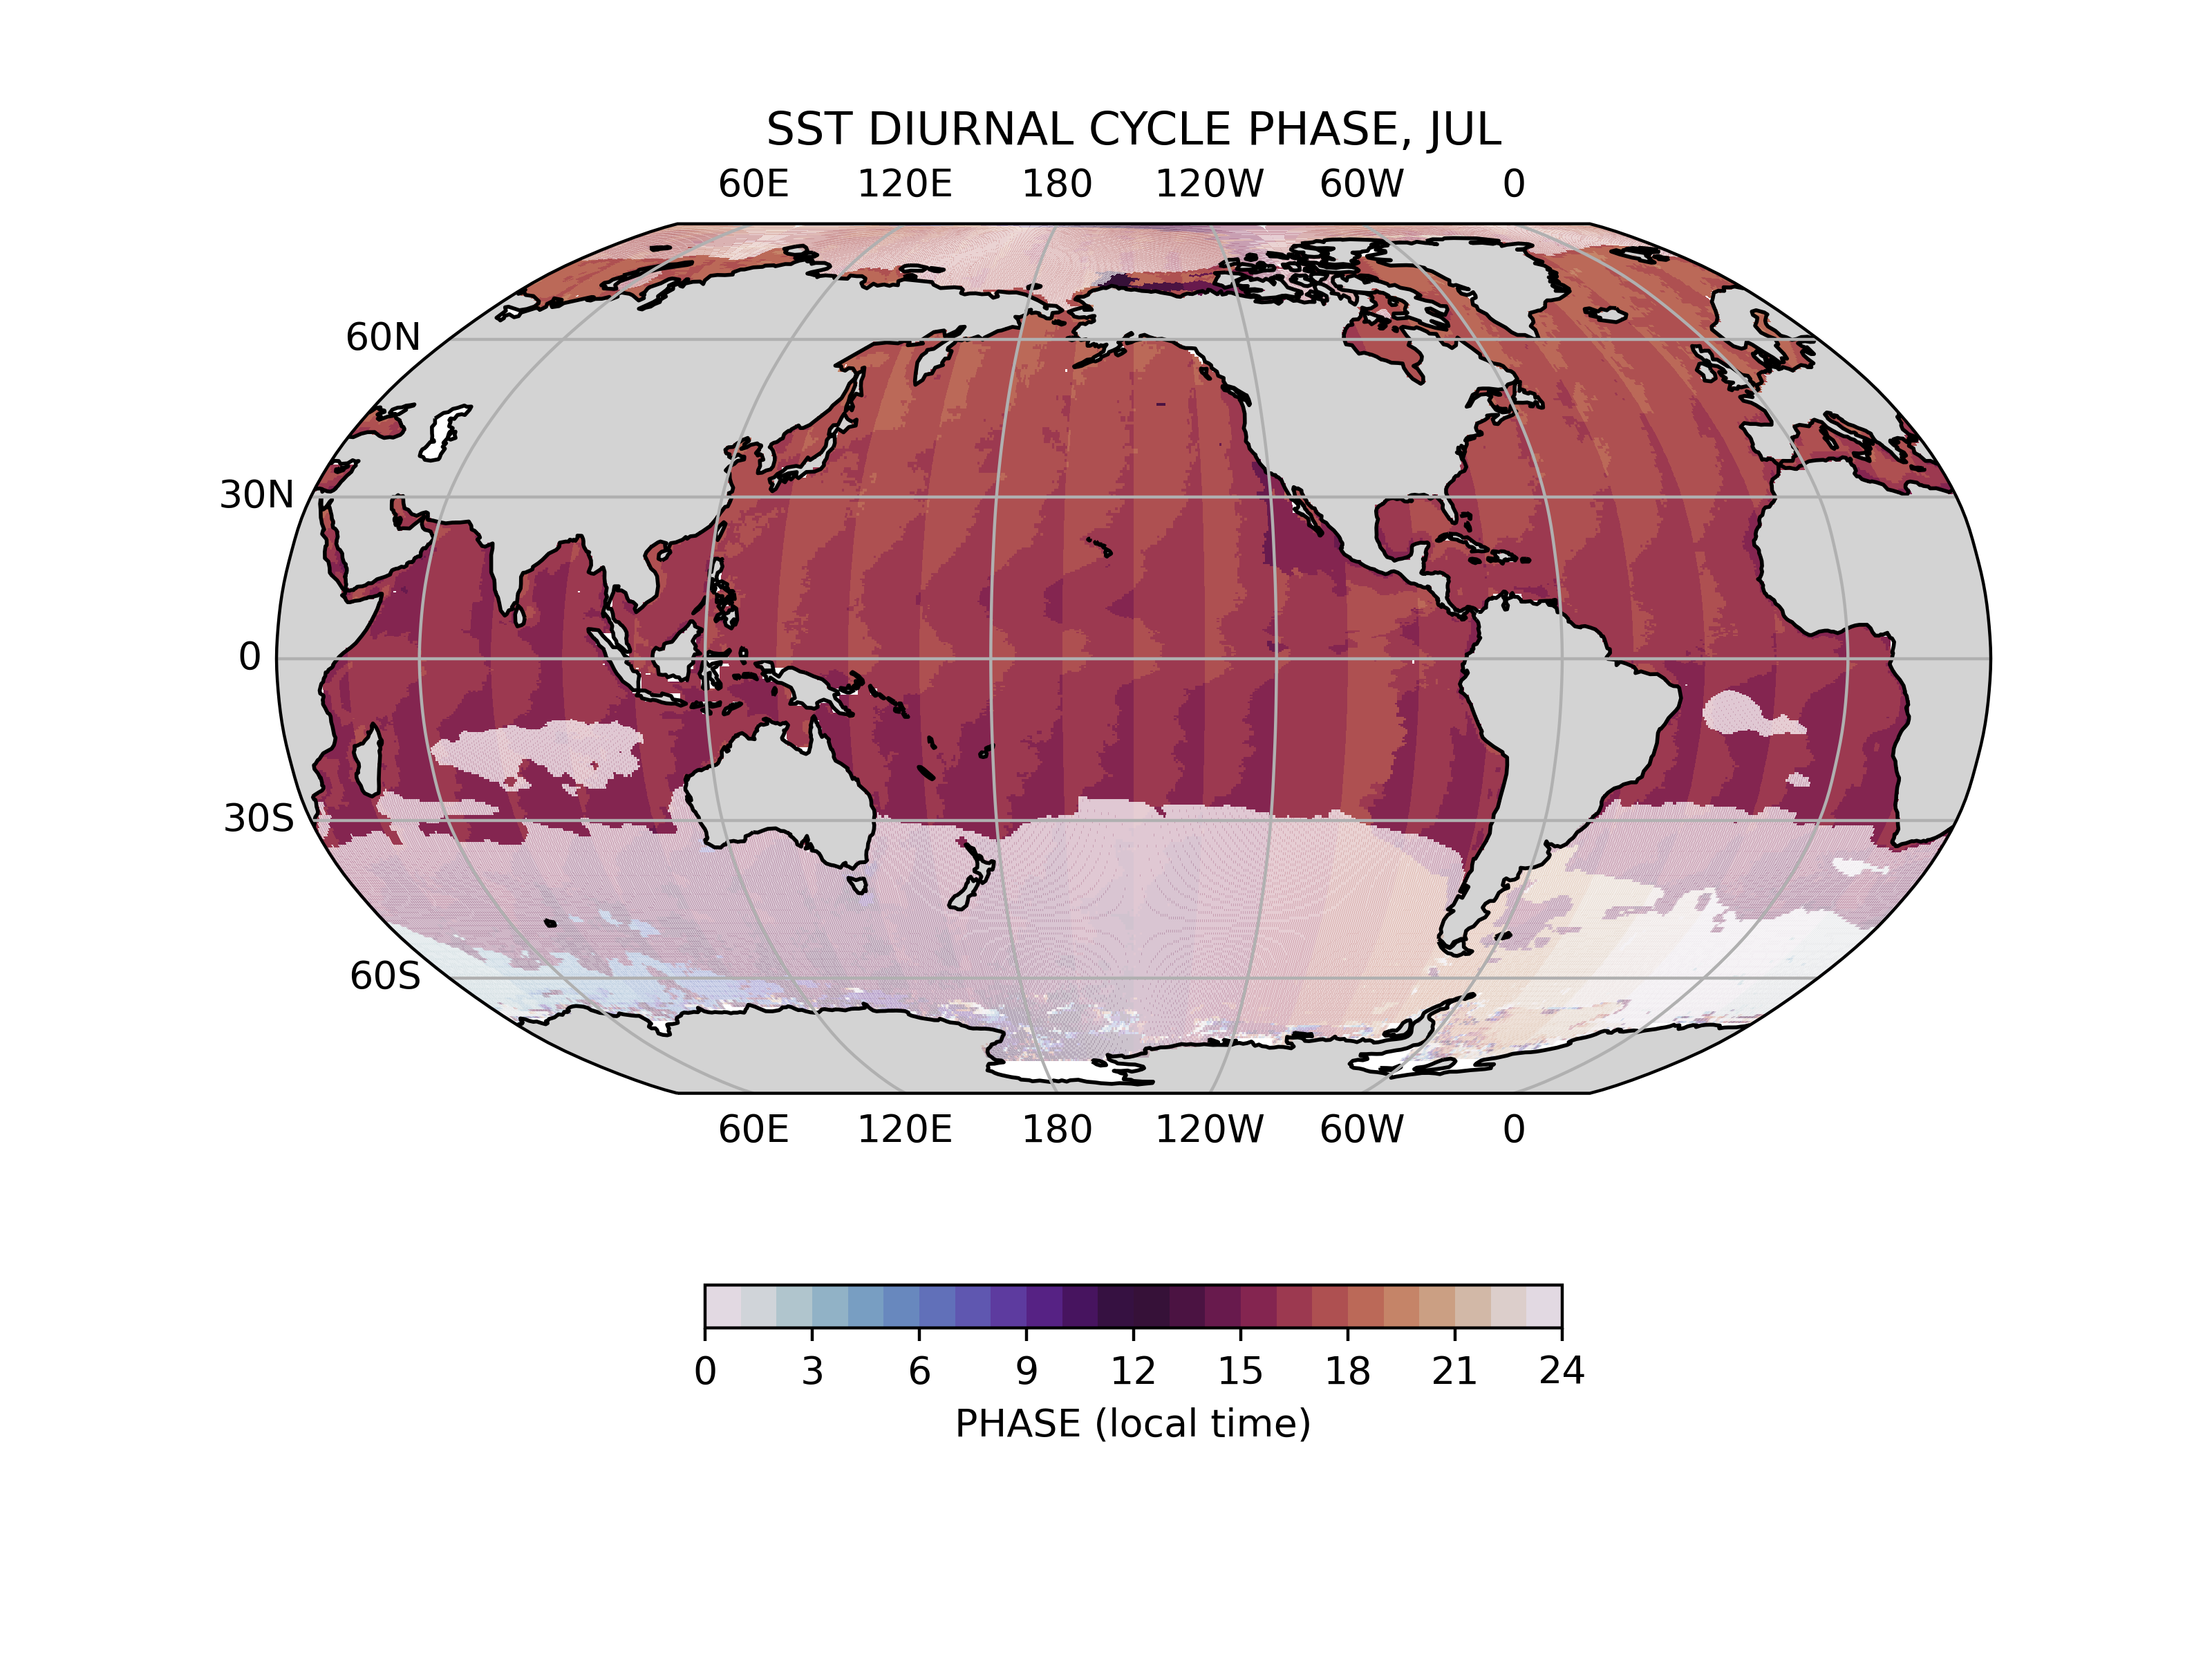 SST DIURNAL CYCLE PHASE, JUL
60E 120E 180 120W 60W 0
60N
30N
0
30S
60S
60E 120E 180 120W 60W 0
0 3 6 9 12 15 18 21 24
PHASE (local time)